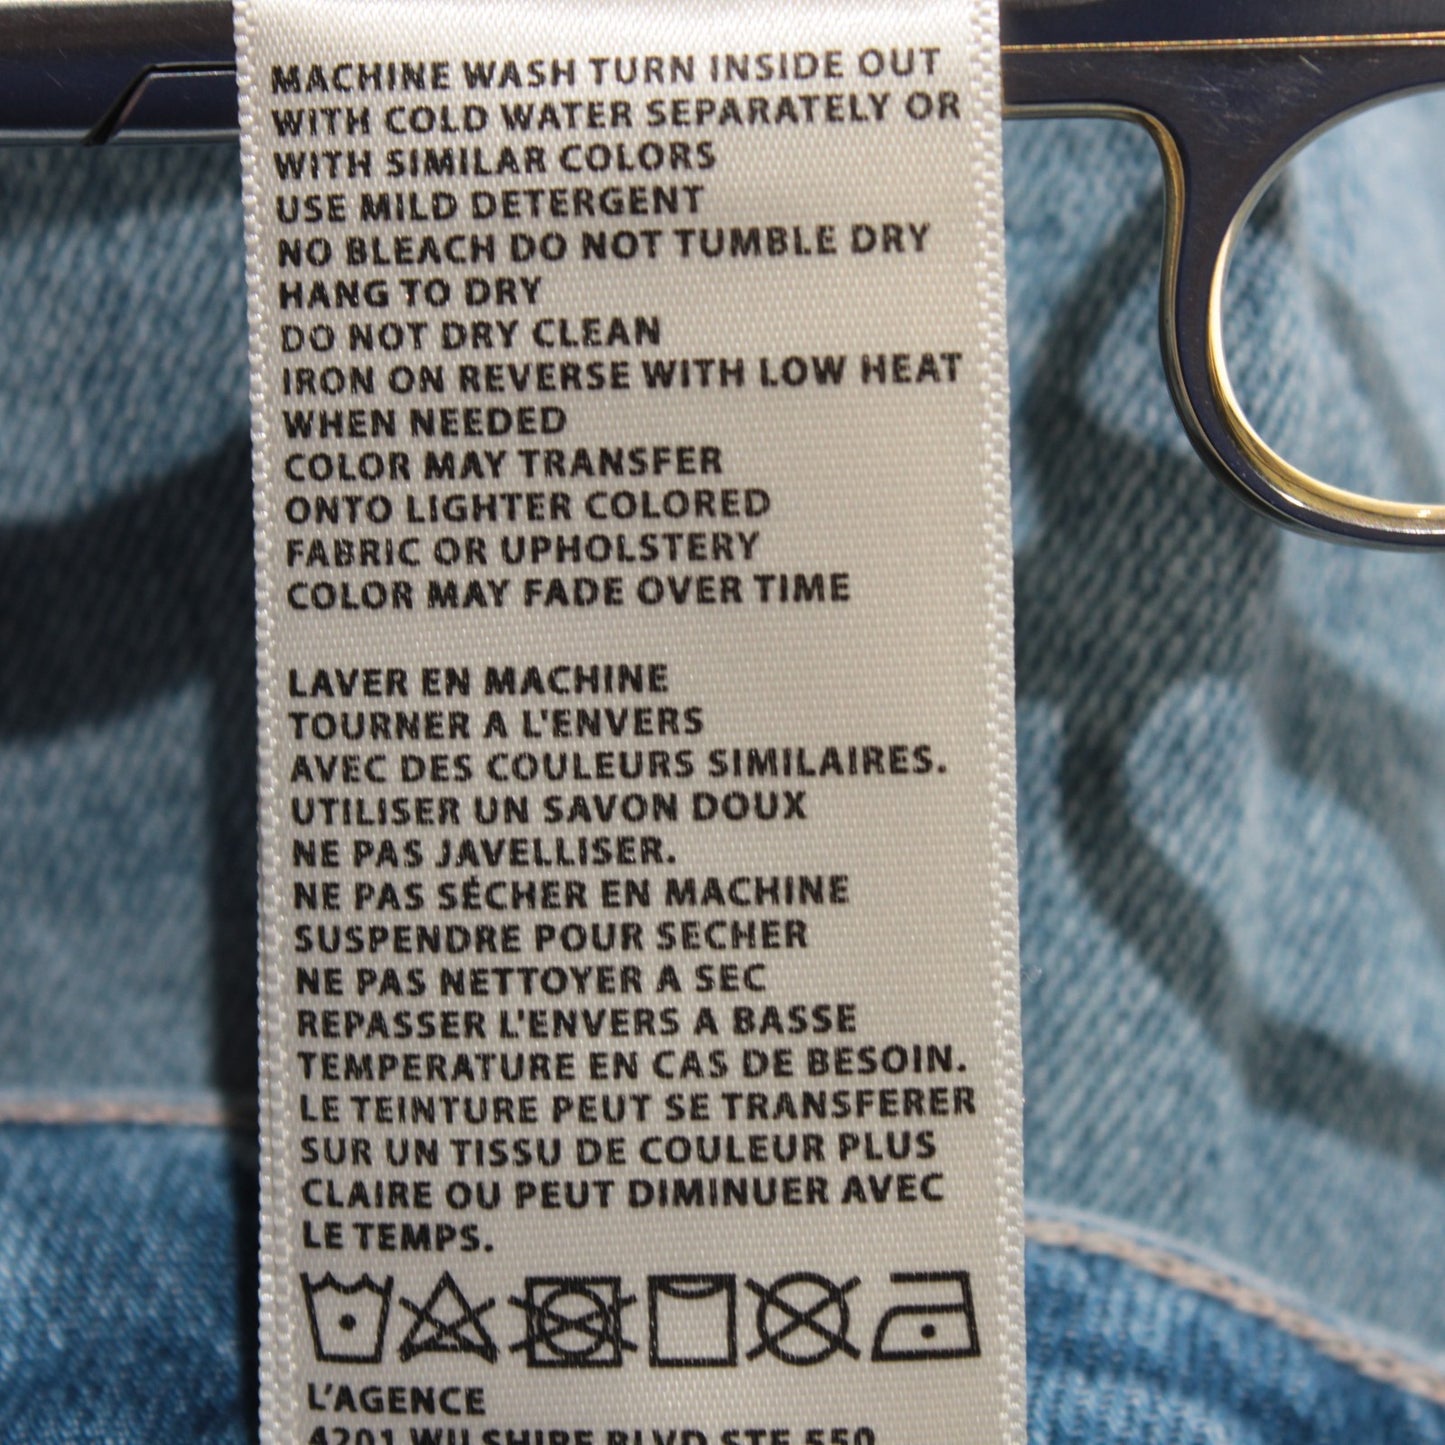 MACHINE WASH TURN INSIDE OUT
WITH COLD WATER SEPARATELY OR
WITH SIMILAR COLORS
USE MILD DETERGENT
NO BLEACH DO NOT TUMBLE DRY
HANG TO DRY
DO NOT DRY CLEAN
IRON ON REVERSE WITH LOW HEAT
WHEN NEEDED
COLOR MAY TRANSFER
ONTO LIGHTER COLORED
FABRIC OR UPHOLSTERY
COLOR MAY FADE OVER TIME
LAVER EN MACHINE
TOURNER A L'ENVERS
AVEC DES COULEURS SIMILAIRES.
UTILISER UN SAVON DOUX
NE PAS JAVELLISER.
NE PAS SÉCHER EN MACHINE
SUSPENDRE POUR SECHER
NE PAS NETTOYER A SEC
REPASSER L'ENVERS A BASSE
TEMPERATURE EN CAS DE BESOIN.
LE TEINTURE PEUT SE TRANSFERER
SUR UN TISSU DE COULEUR PLUS
CLAIRE OU PEUT DIMINUER AVEC
LE TEMPS.
L'AGENCE
4201 WILSHIRE BLVD STE 550